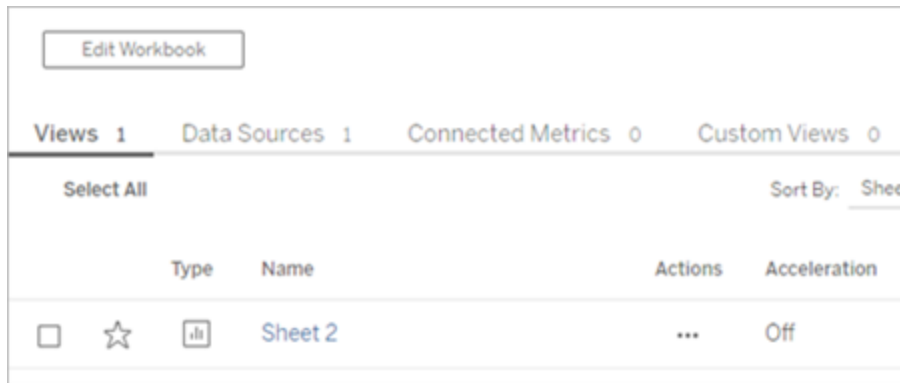 Edit Workbook
Views 1 Data Sources 1 Connected Metrics 0 Custom Views 0
Select All Sort By: Shee
Type Name Actions Acceleration
Sheet 2 ••• Off